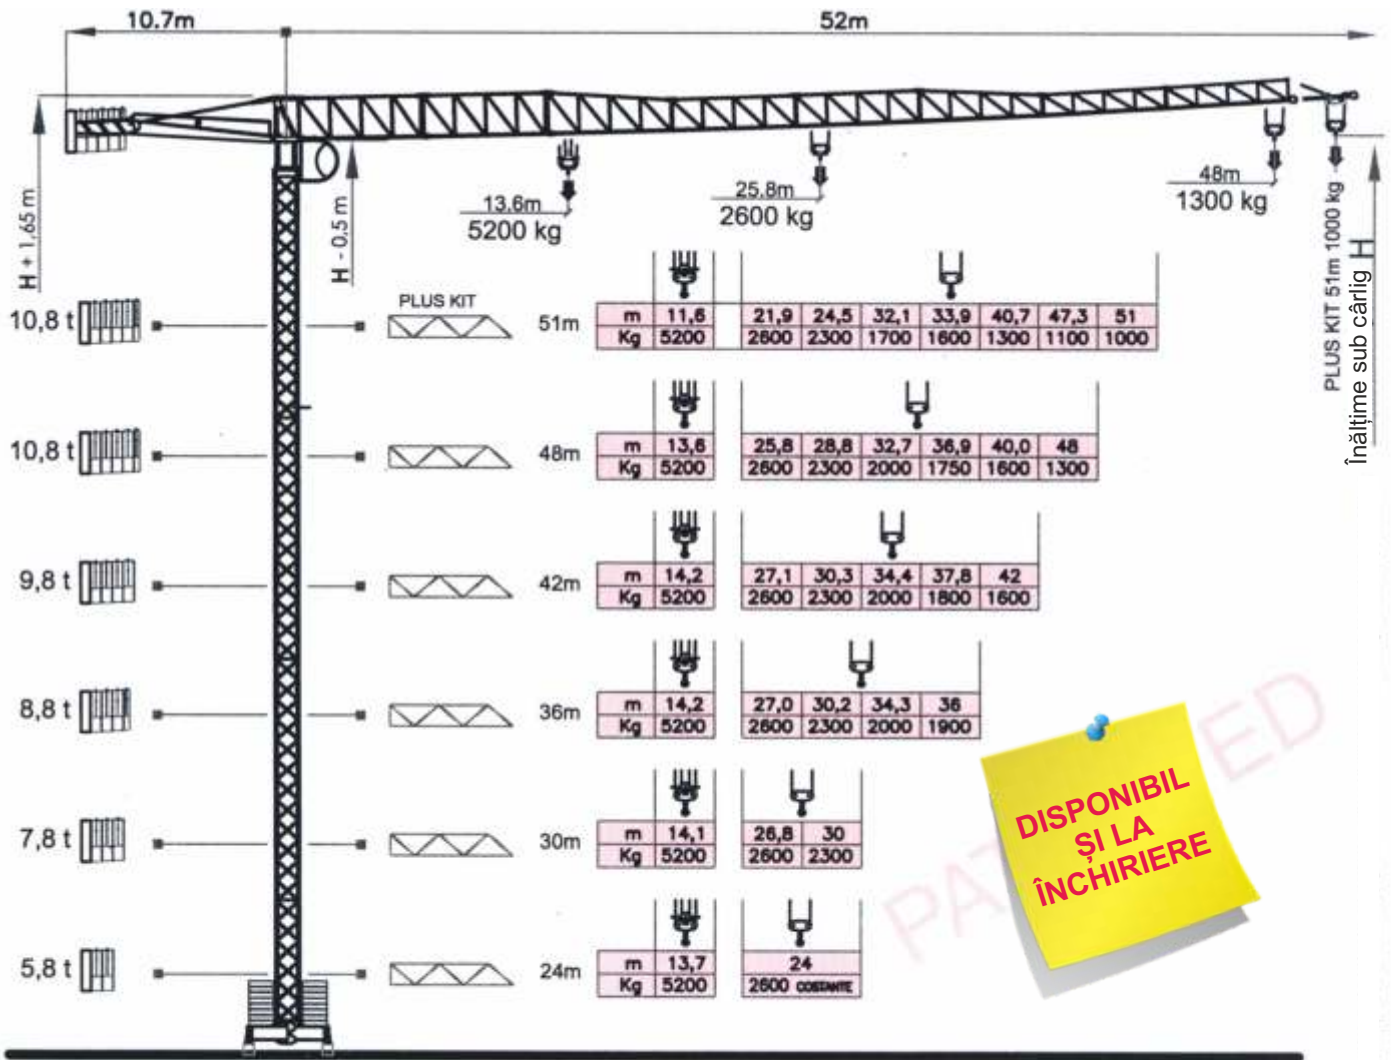 10.7m 52m
H + 1,65 m
H - 0.5 m
13.6m
5200 kg
25.8m
2600 kg
48m
1300 kg
PLUS KIT 51m 1000 kg
Înălțime sub cârlig H
10,8 t PLUS KIT 51m
m 11,6 21,9 24,5 32,1 33,9 40,7 47,3 51
Kg 5200 2600 2300 1700 1600 1300 1100 1000
10,8 t 48m
m 13,6 25,8 28,8 32,7 36,9 40,0 48
Kg 5200 2600 2300 2000 1750 1600 1300
9,8 t 42m
m 14,2 27,1 30,3 34,4 37,8 42
Kg 5200 2600 2300 2000 1800 1600
8,8 t 36m
m 14,2 27,0 30,2 34,3 36
Kg 5200 2600 2300 2000 1900
7,8 t 30m
m 14,1 26,8 30
Kg 5200 2600 2300
5,8 t 24m
m 13,7 24
Kg 5200 2600 COSTANTE
DISPONIBIL
ȘI LA
ÎNCHIRIERE